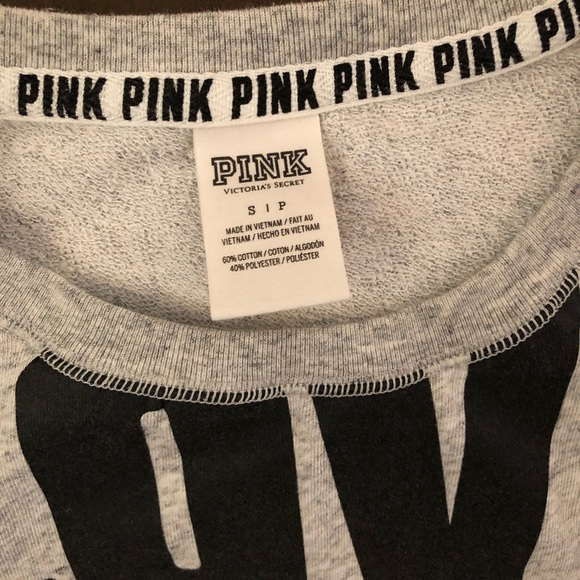 PINK PINK PINK PINK PINK PI
PINK
VICTORIA'S SECRET
S | P
MADE IN VIETNAM / FAIT AU
VIETNAM / HECHO EN VIETNAM
60% COTTON / COTON / ALGODÓN
40% POLYESTER / POLIÉSTER